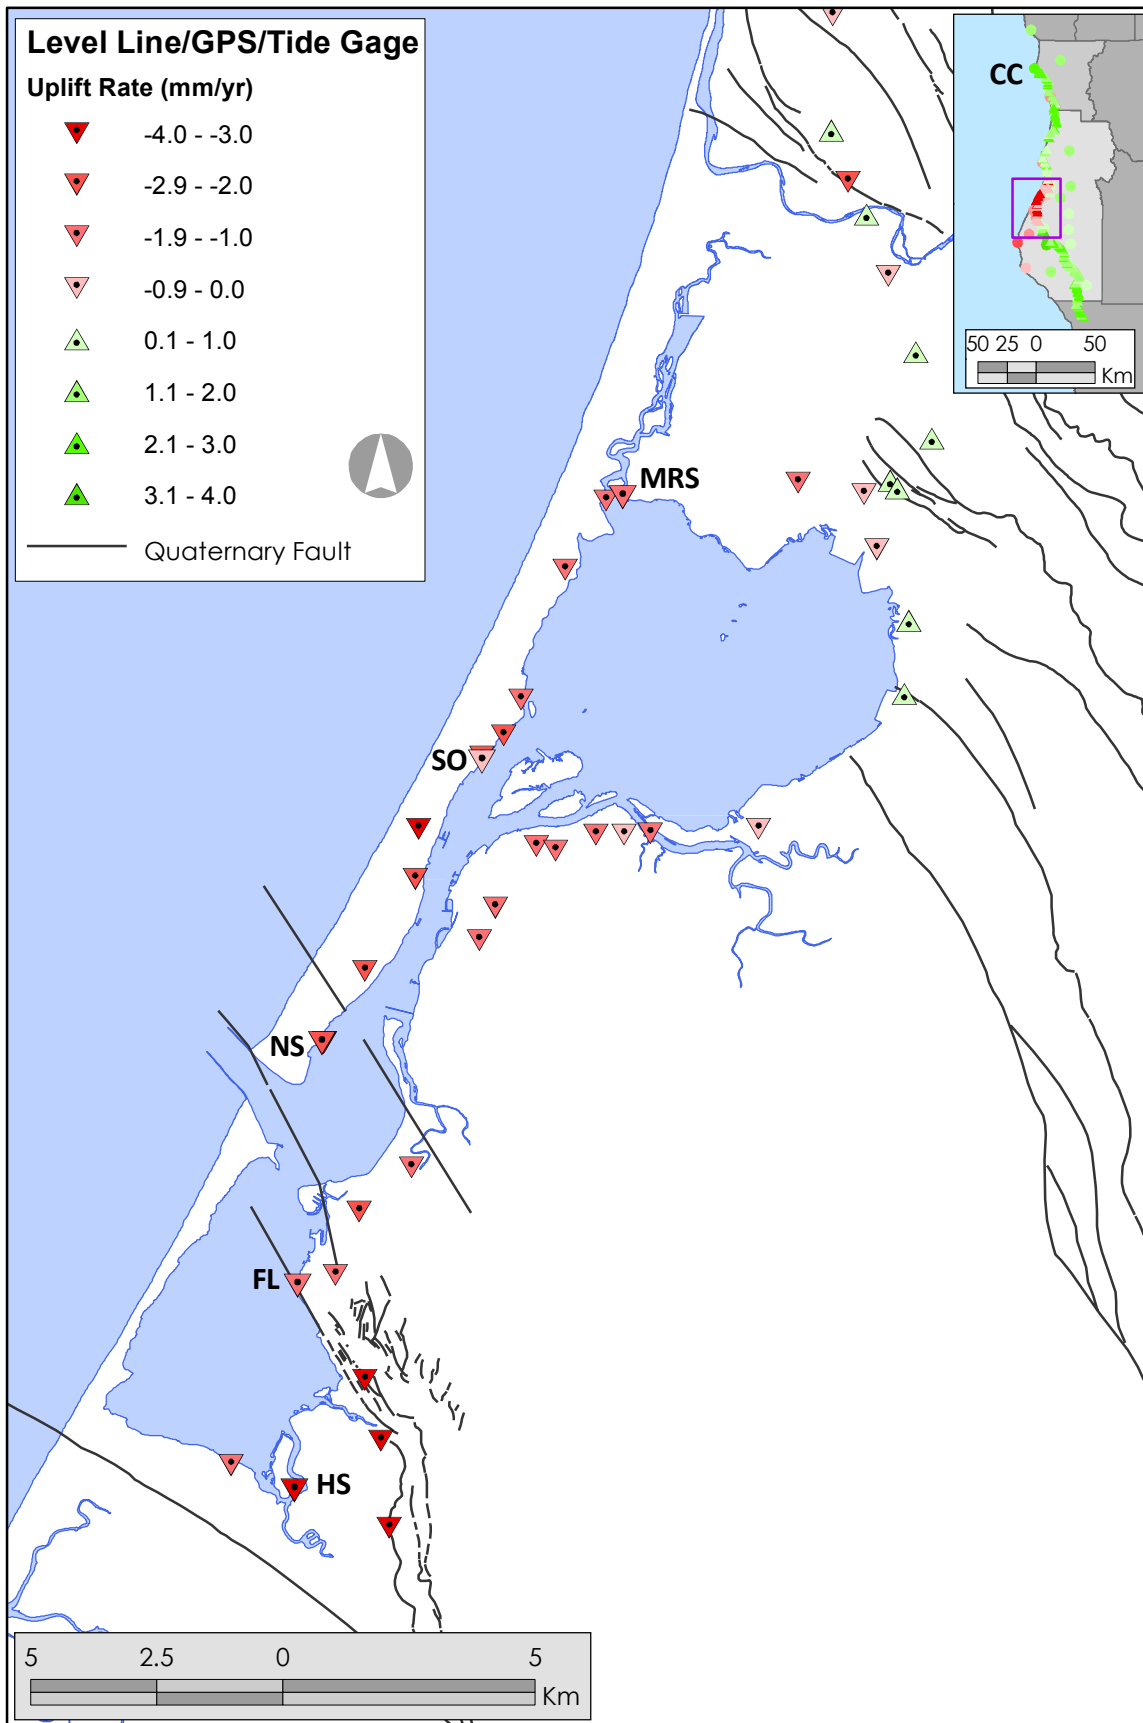 Level Line/GPS/Tide Gage
Uplift Rate (mm/yr)
-4.0 - -3.0
-2.9 - -2.0
-1.9 - -1.0
-0.9 - 0.0
0.1 - 1.0
1.1 - 2.0
2.1 - 3.0
3.1 - 4.0
Quaternary Fault
CC
50 25 0 50
Km
MRS
SO
NS
FL
HS
5 2.5 0 5
Km